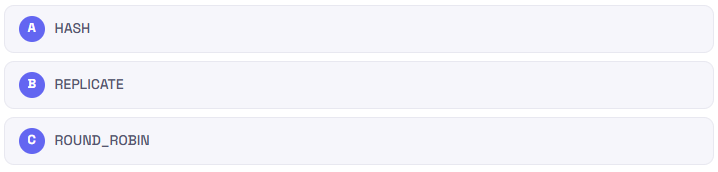 A HASH
B REPLICATE
C ROUND_ROBIN